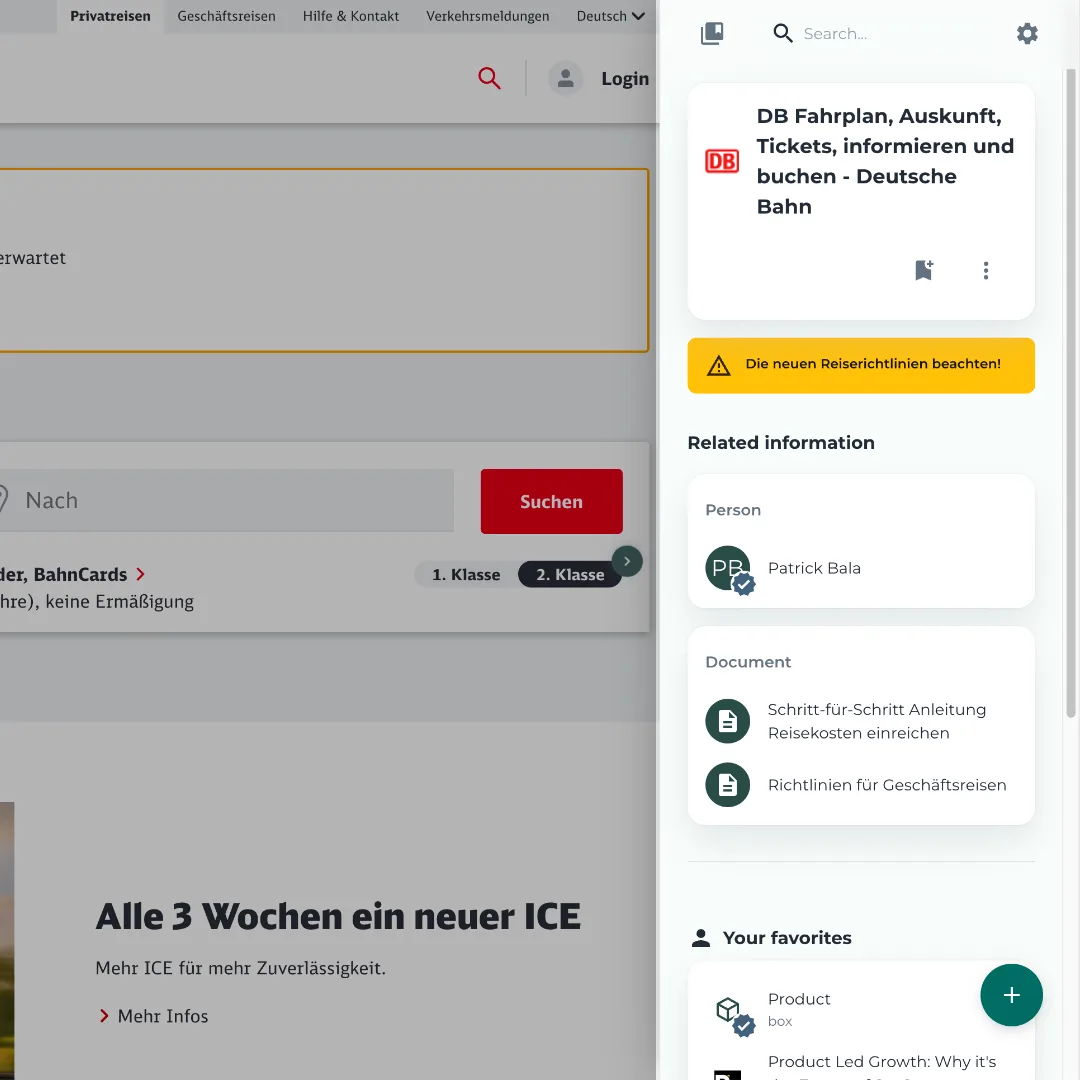 Privatreisen Geschäftsreisen Hilfe & Kontakt Verkehrsmeldungen Deutsch
Login
erwartet
Nach
Suchen
der, BahnCards
1. Klasse 2. Klasse
hre), keine Ermäßigung
Alle 3 Wochen ein neuer ICE
Mehr ICE für mehr Zuverlässigkeit.
Mehr Infos
Search...
DB
DB Fahrplan, Auskunft,
Tickets, informieren und
buchen - Deutsche
Bahn
Die neuen Reiserichtlinien beachten!
Related information
Person
PB
Patrick Bala
Document
Schritt-für-Schritt Anleitung
Reisekosten einreichen
Richtlinien für Geschäftsreisen
Your favorites
Product
box
Product Led Growth: Why it's